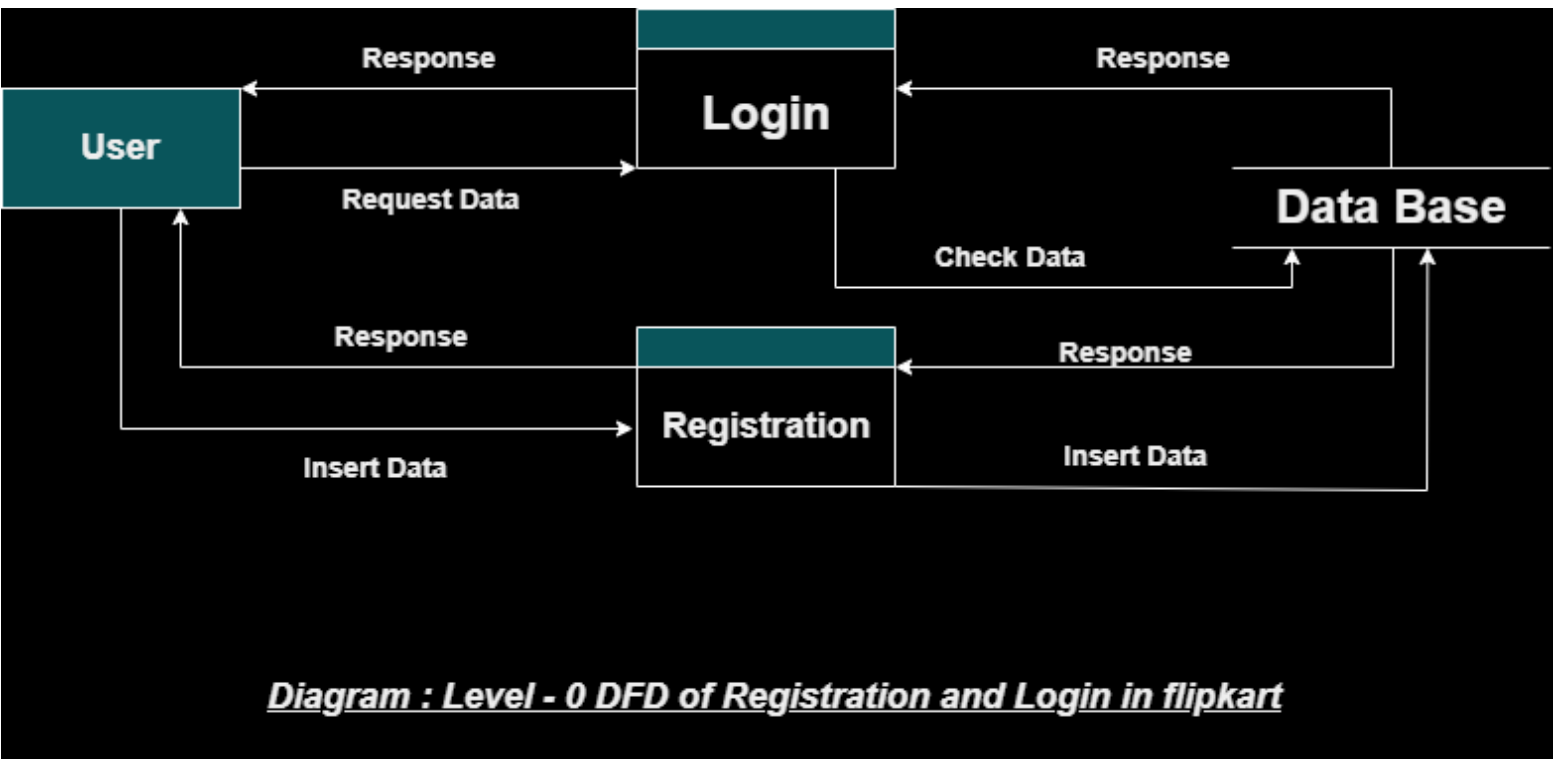 Response
Login
Response
User
Request Data
Data Base
Check Data
Response
Response
Registration
Insert Data
Insert Data
Diagram : Level - 0 DFD of Registration and Login in flipkart